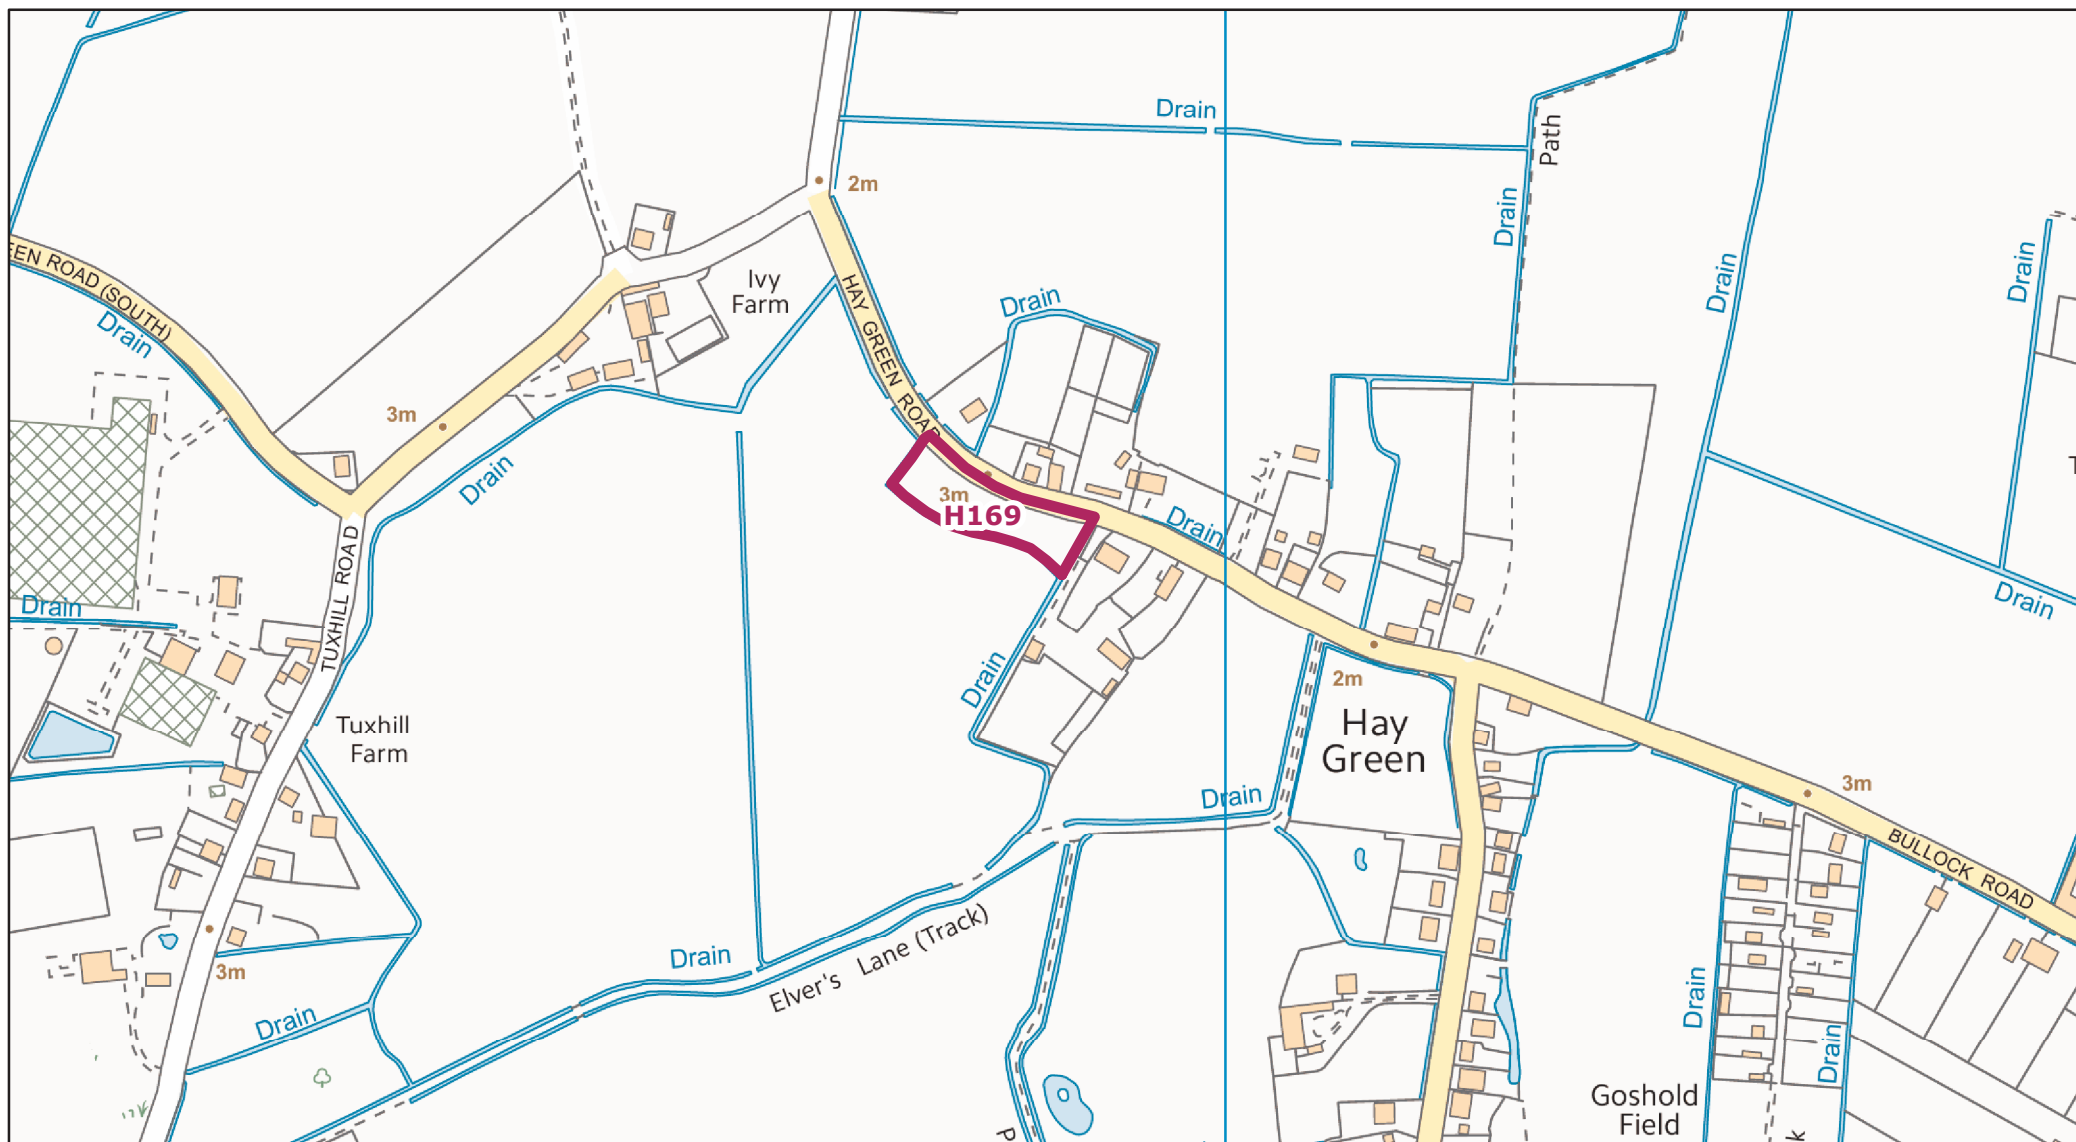 Drain
Path
2m
Drain
EEN ROAD (SOUTH)
Drain
Drain
Drain
Ivy
Farm
HAY GREEN ROAD
Drain
Drain
3m
3m
H169
Drain
Drain
TUXHILL ROAD
Drain
Drain
Drain
2m
Hay
Green
Tuxhill
Farm
Drain
3m
BULLOCK ROAD
Elver's Lane (Track)
Drain
3m
Drain
Drain
Drain
Goshold
Field
P
k
T